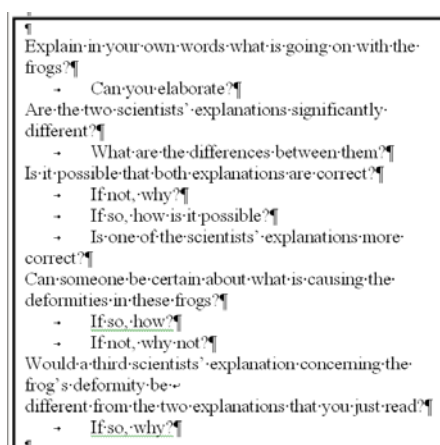 Explain in your own words what is going on with the
frogs?
Can you elaborate?
Are the two scientists' explanations significantly
different?
What are the differences between them?
Is it possible that both explanations are correct?
If not, why?
If so, how is it possible?
Is one of the scientists' explanations more
correct?
Can someone be certain about what is causing the
deformities in these frogs?
If so, how?
If not, why not?
Would a third scientists' explanation concerning the
frog's deformity be
different from the two explanations that you just read?
If so, why?